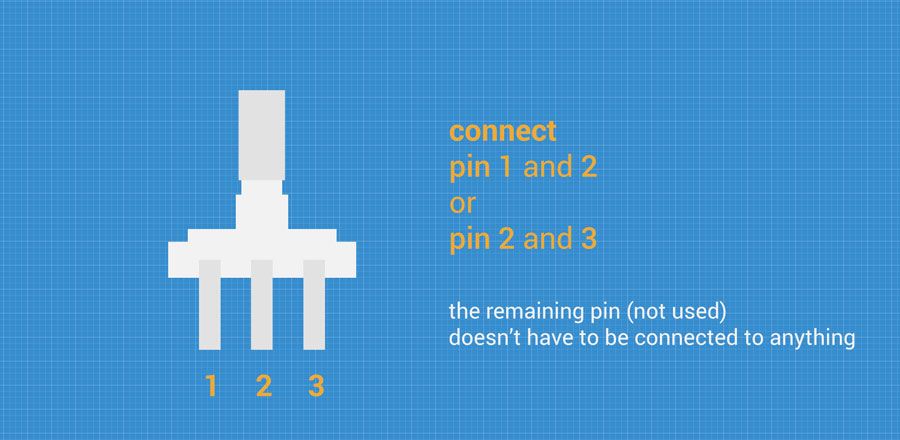 connect
pin 1 and 2
or
pin 2 and 3
the remaining pin (not used)
doesn’t have to be connected to anything
1 2 3